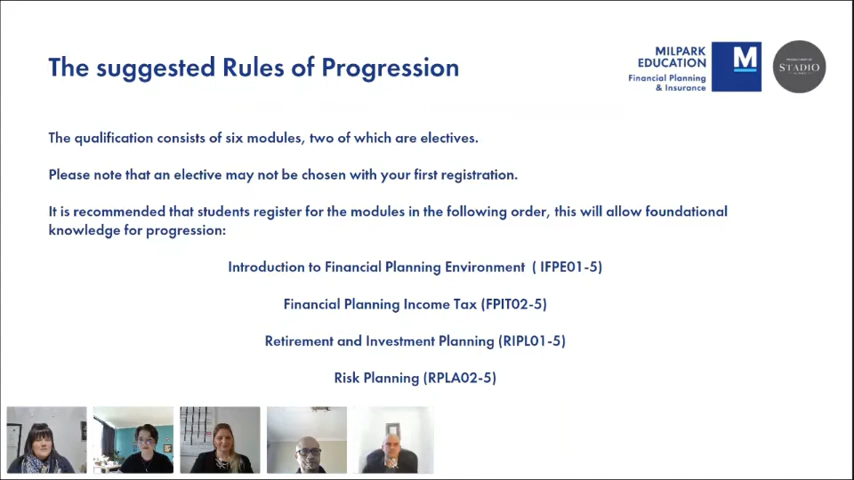 The suggested Rules of Progression
MILPARK
EDUCATION
Financial Planning
& Insurance
M
STADIO
The qualification consists of six modules, two of which are electives.
Please note that an elective may not be chosen with your first registration.
It is recommended that students register for the modules in the following order, this will allow foundational
knowledge for progression:
Introduction to Financial Planning Environment ( IFPE01-5)
Financial Planning Income Tax (FPIT02-5)
Retirement and Investment Planning (RIPL01-5)
Risk Planning (RPLA02-5)